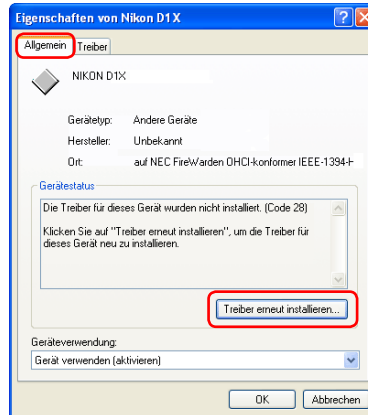 Eigenschaften von Nikon D1X
Allgemein Treiber
NIKON D1X
Gerätetyp: Andere Geräte
Hersteller: Unbekannt
Ort: auf NEC FireWarden OHCI-konformer IEEE-1394-H
Gerätestatus
Die Treiber für dieses Gerät wurden nicht installiert. (Code 28)
Klicken Sie auf "Treiber erneut installieren", um die Treiber für
dieses Gerät neu zu installieren.
Treiber erneut installieren...
Geräteverwendung:
Gerät verwenden (aktivieren)
OK Abbrechen